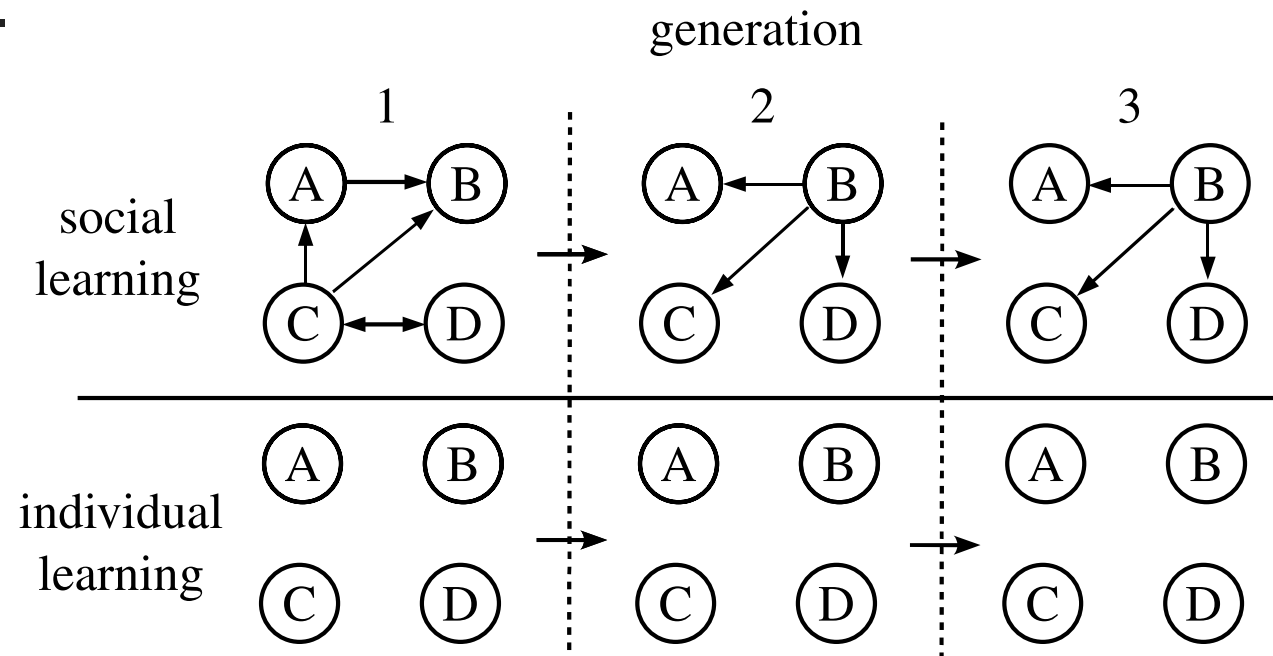 generation
1 2 3
A B A B A B
social
learning
C D C D C D
A B A B A B
individual
learning
C D C D C D